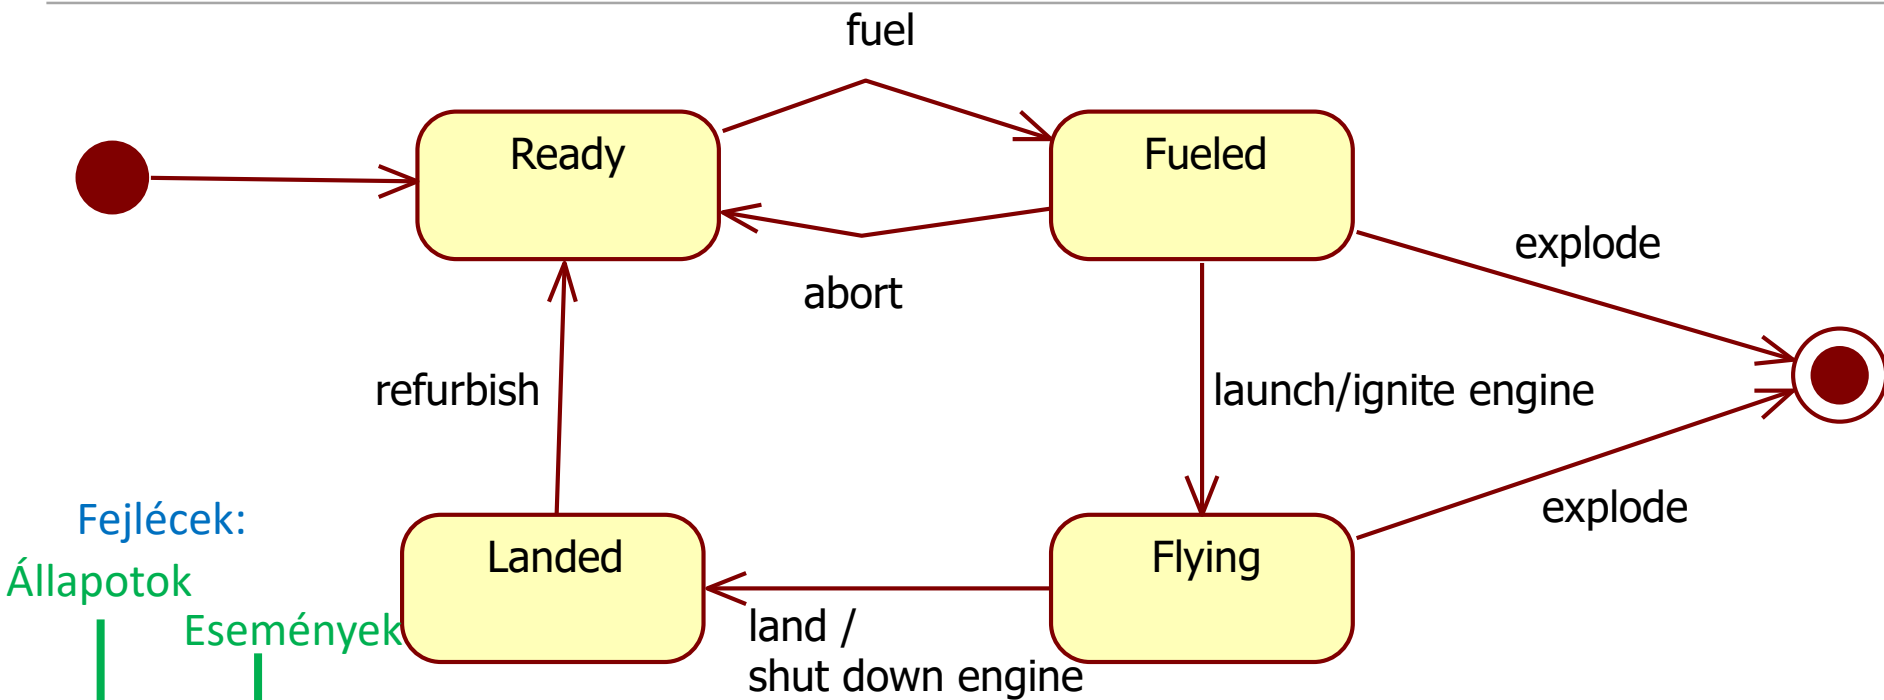 fuel
Ready
Fueled
explode
abort
refurbish
launch/ignite engine
explode
Fejlécek:
Landed
Flying
Állapotok
Események
land /
shut down engine